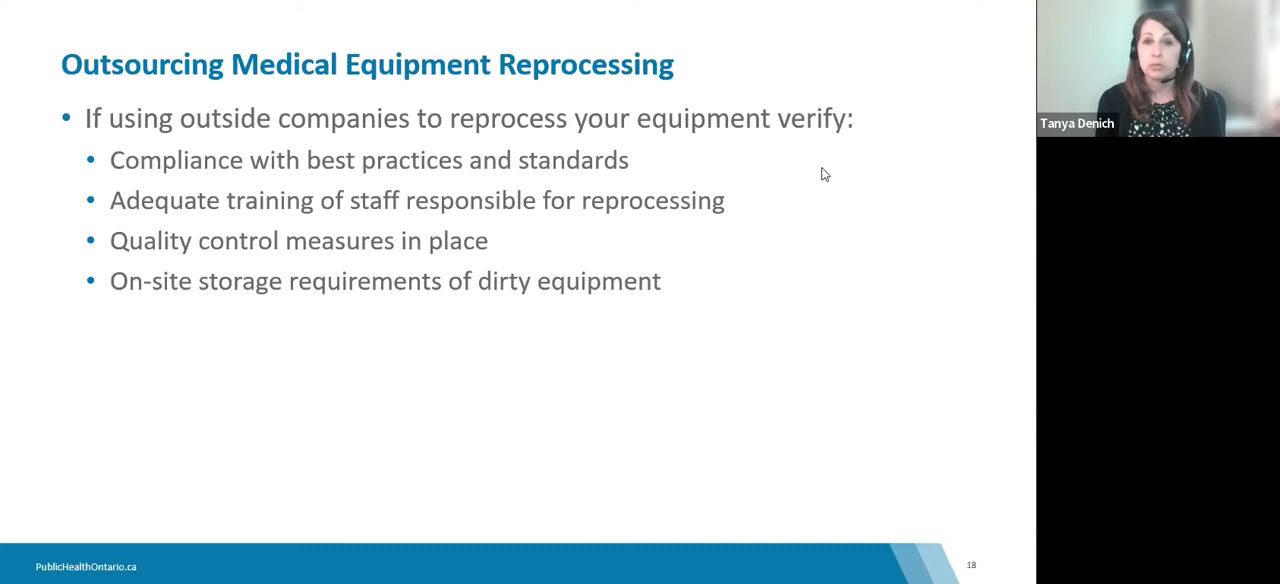 Outsourcing Medical Equipment Reprocessing
• If using outside companies to reprocess your equipment verify:
• Compliance with best practices and standards
• Adequate training of staff responsible for reprocessing
• Quality control measures in place
• On-site storage requirements of dirty equipment
Tanya Denich
PublicHealthOntario.ca
18